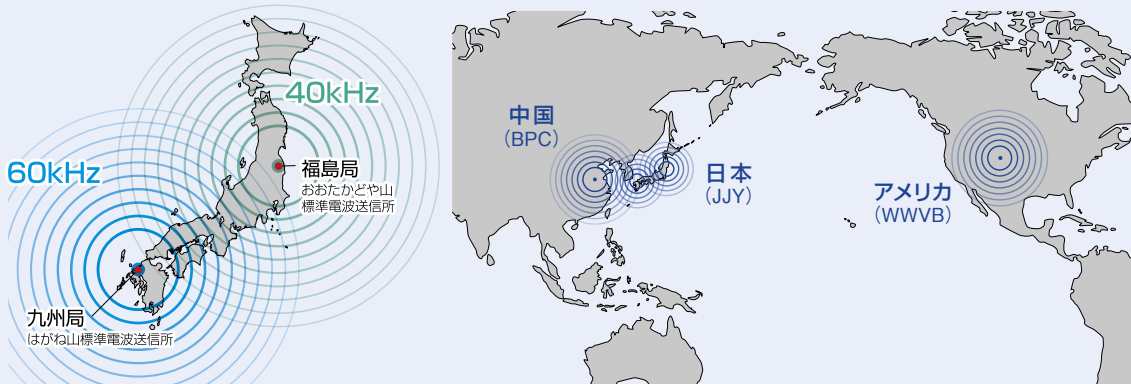 40kHz
60kHz
福島局
おおたかどや山
標準電波送信所
九州局
はがね山標準電波送信所
中国
(BPC)
日本
(JJY)
アメリカ
(WWVB)